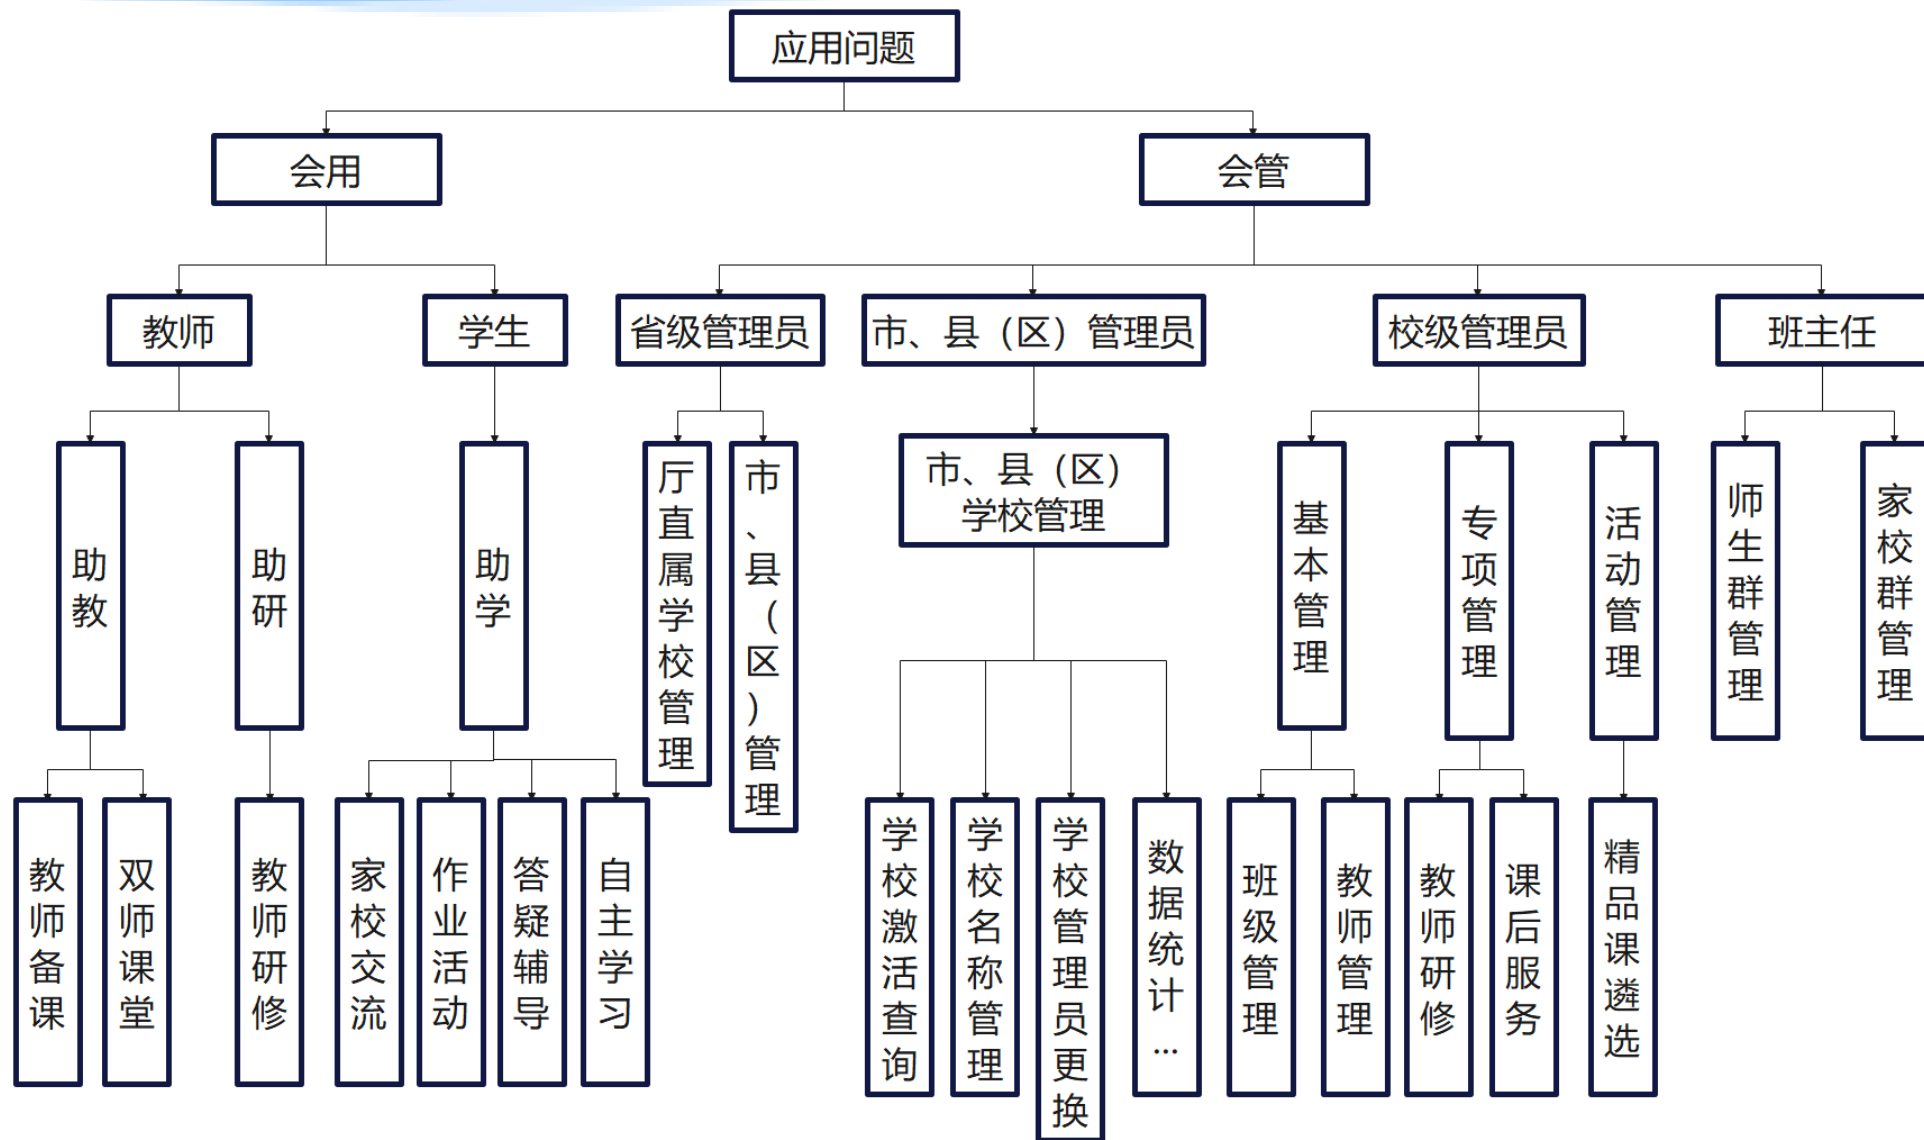 应用问题
会用
会管
教师
学生
省级管理员
市、县（区）管理员
校级管理员
班主任
助教
助研
助学
厅直属学校管理
市、县（区）管理
市、县（区）
学校管理
基本管理
专项管理
活动管理
师生群管理
家校群管理
教师备课
双师课堂
教师研修
家校交流
作业活动
答疑辅导
自主学习
学校激活查询
学校名称管理
学校管理员更换
数据统计...
班级管理
教师管理
教师研修
课后服务
精品课遴选